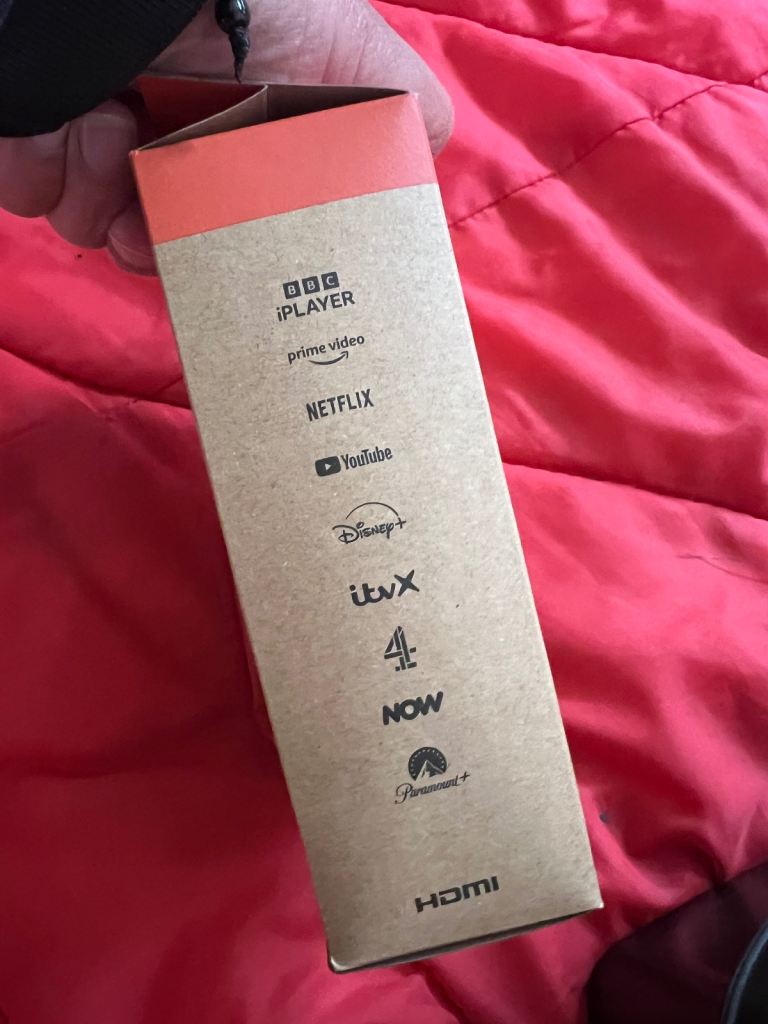 BBC
iPLAYER
prime video
NETFLIX
YouTube
Disney+
itvX
4
NOW
Paramount+
HDMI